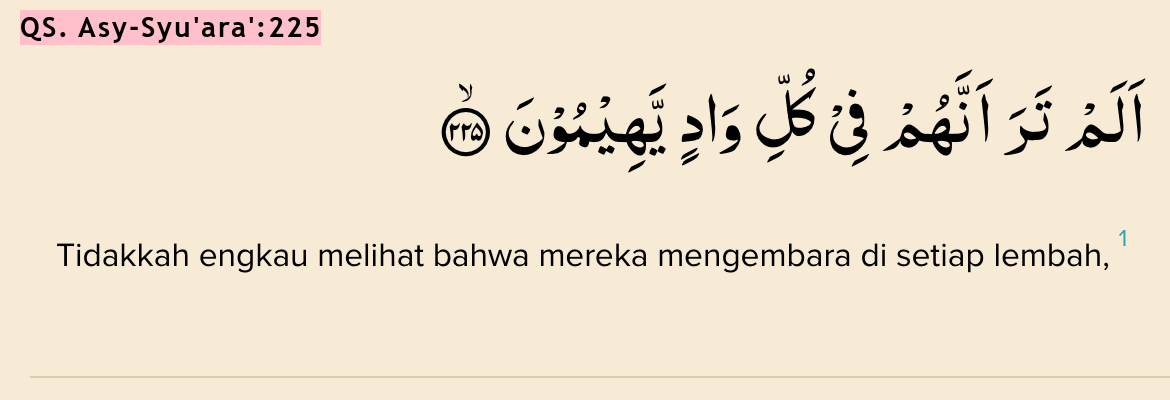 QS. Asy-Syu'ara':225
اَلَمْ تَرَ اَنَّهُمْ فِيْ كُلِّ وَادٍ يَّهِيْمُوْنَ ۙ ٢٢٥
Tidakkah engkau melihat bahwa mereka mengembara di setiap lembah, 1